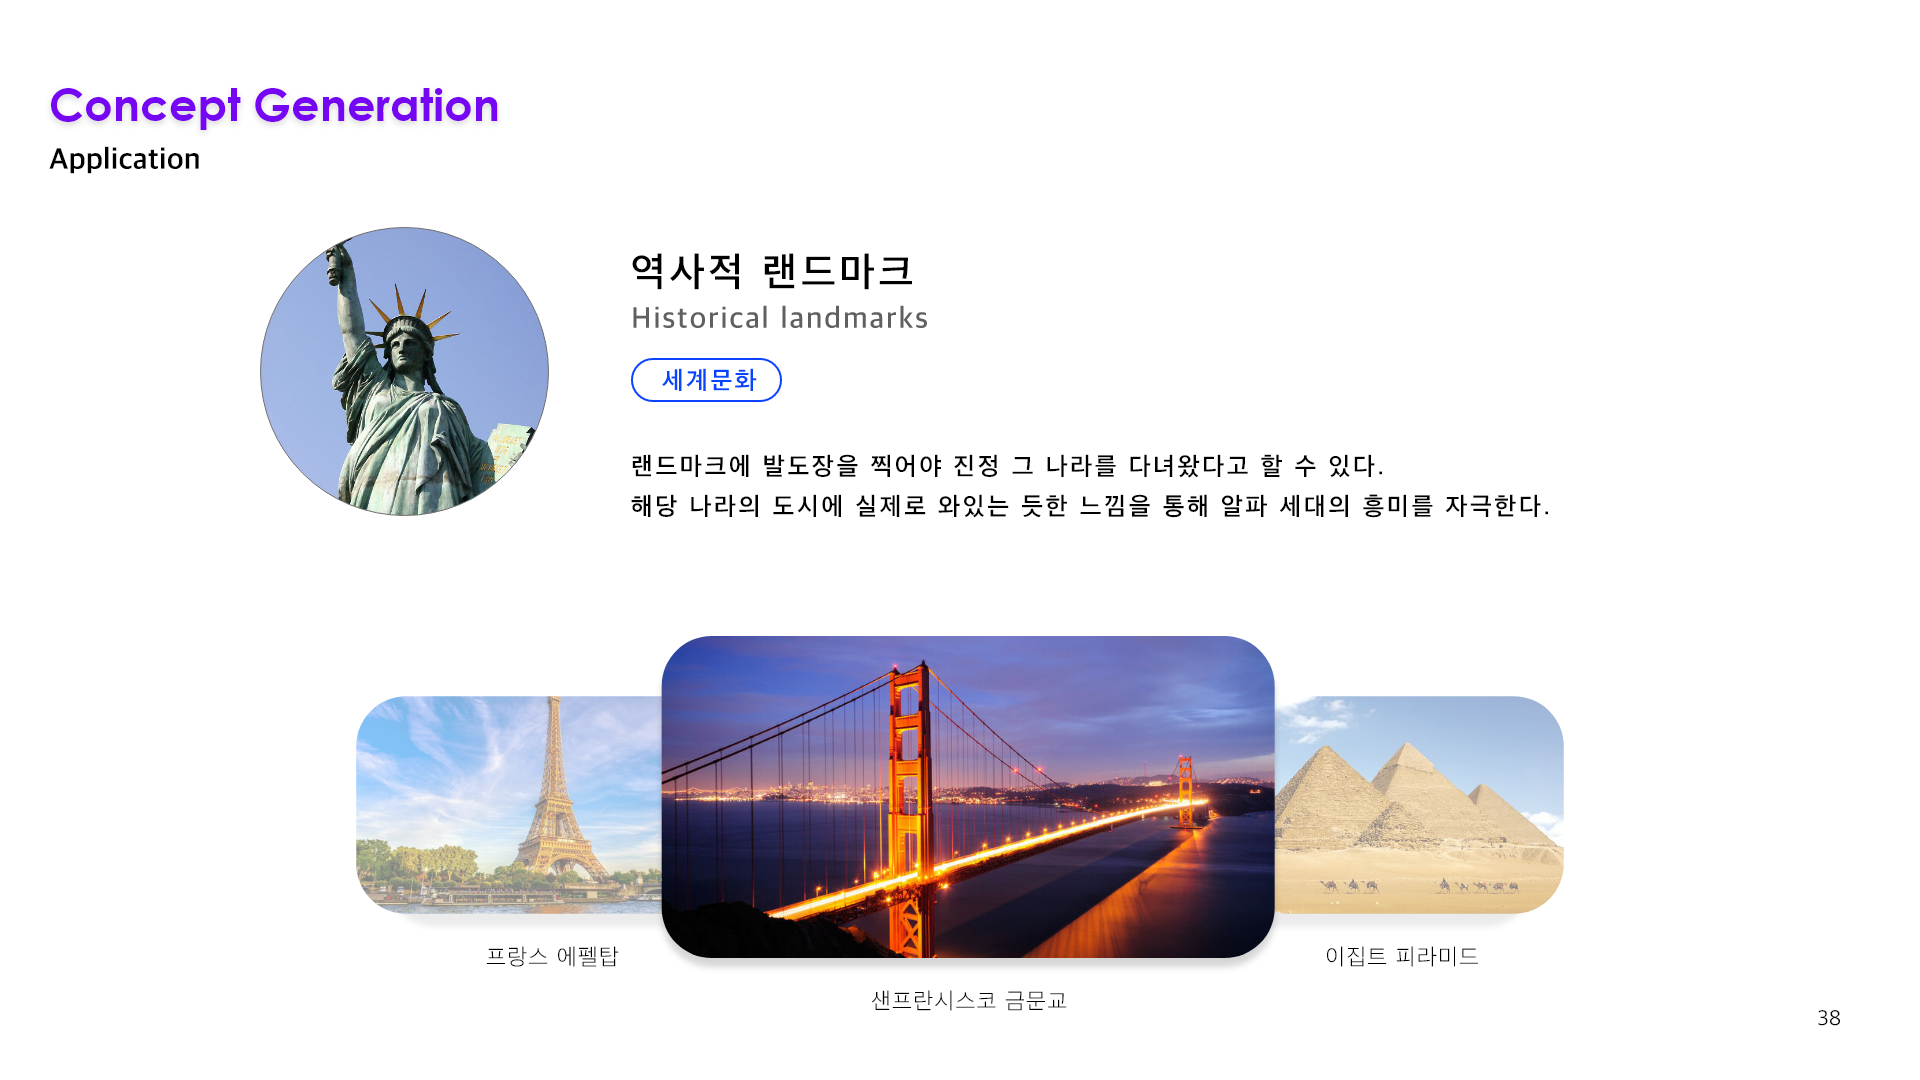 Concept Generation
Application
역사적 랜드마크
Historical landmarks
세계문화
랜드마크에 발도장을 찍어야 진정 그 나라를 다녀왔다고 할 수 있다.
해당 나라의 도시에 실제로 와있는 듯한 느낌을 통해 알파 세대의 흥미를 자극한다.
프랑스 에펠탑
샌프란시스코 금문교
이집트 피라미드
38